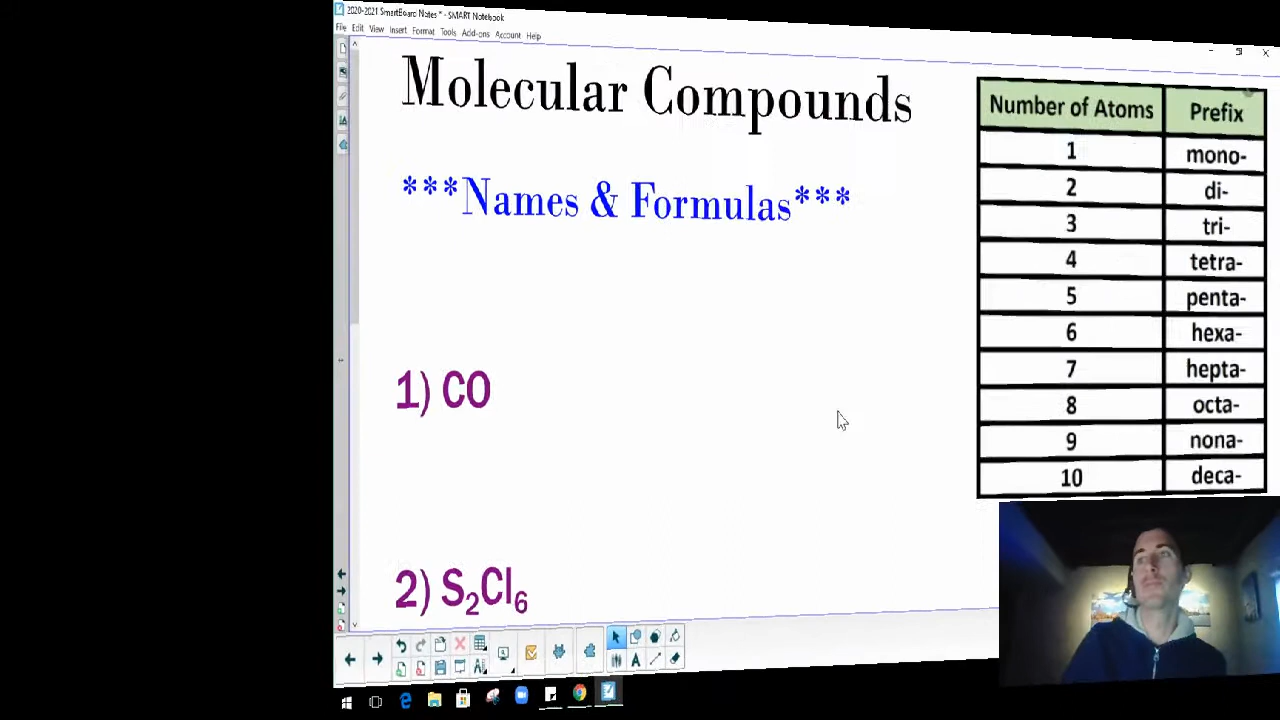 2020-2021 SmartBoard Notes * - SMART Notebook
File Edit View Insert Format Tools Add-ons Account Help
Molecular Compounds
***Names & Formulas***
1) CO
2) S₂Cl₆
Number of Atoms Prefix
1 mono-
2 di-
3 tri-
4 tetra-
5 penta-
6 hexa-
7 hepta-
8 octa-
9 nona-
10 deca-